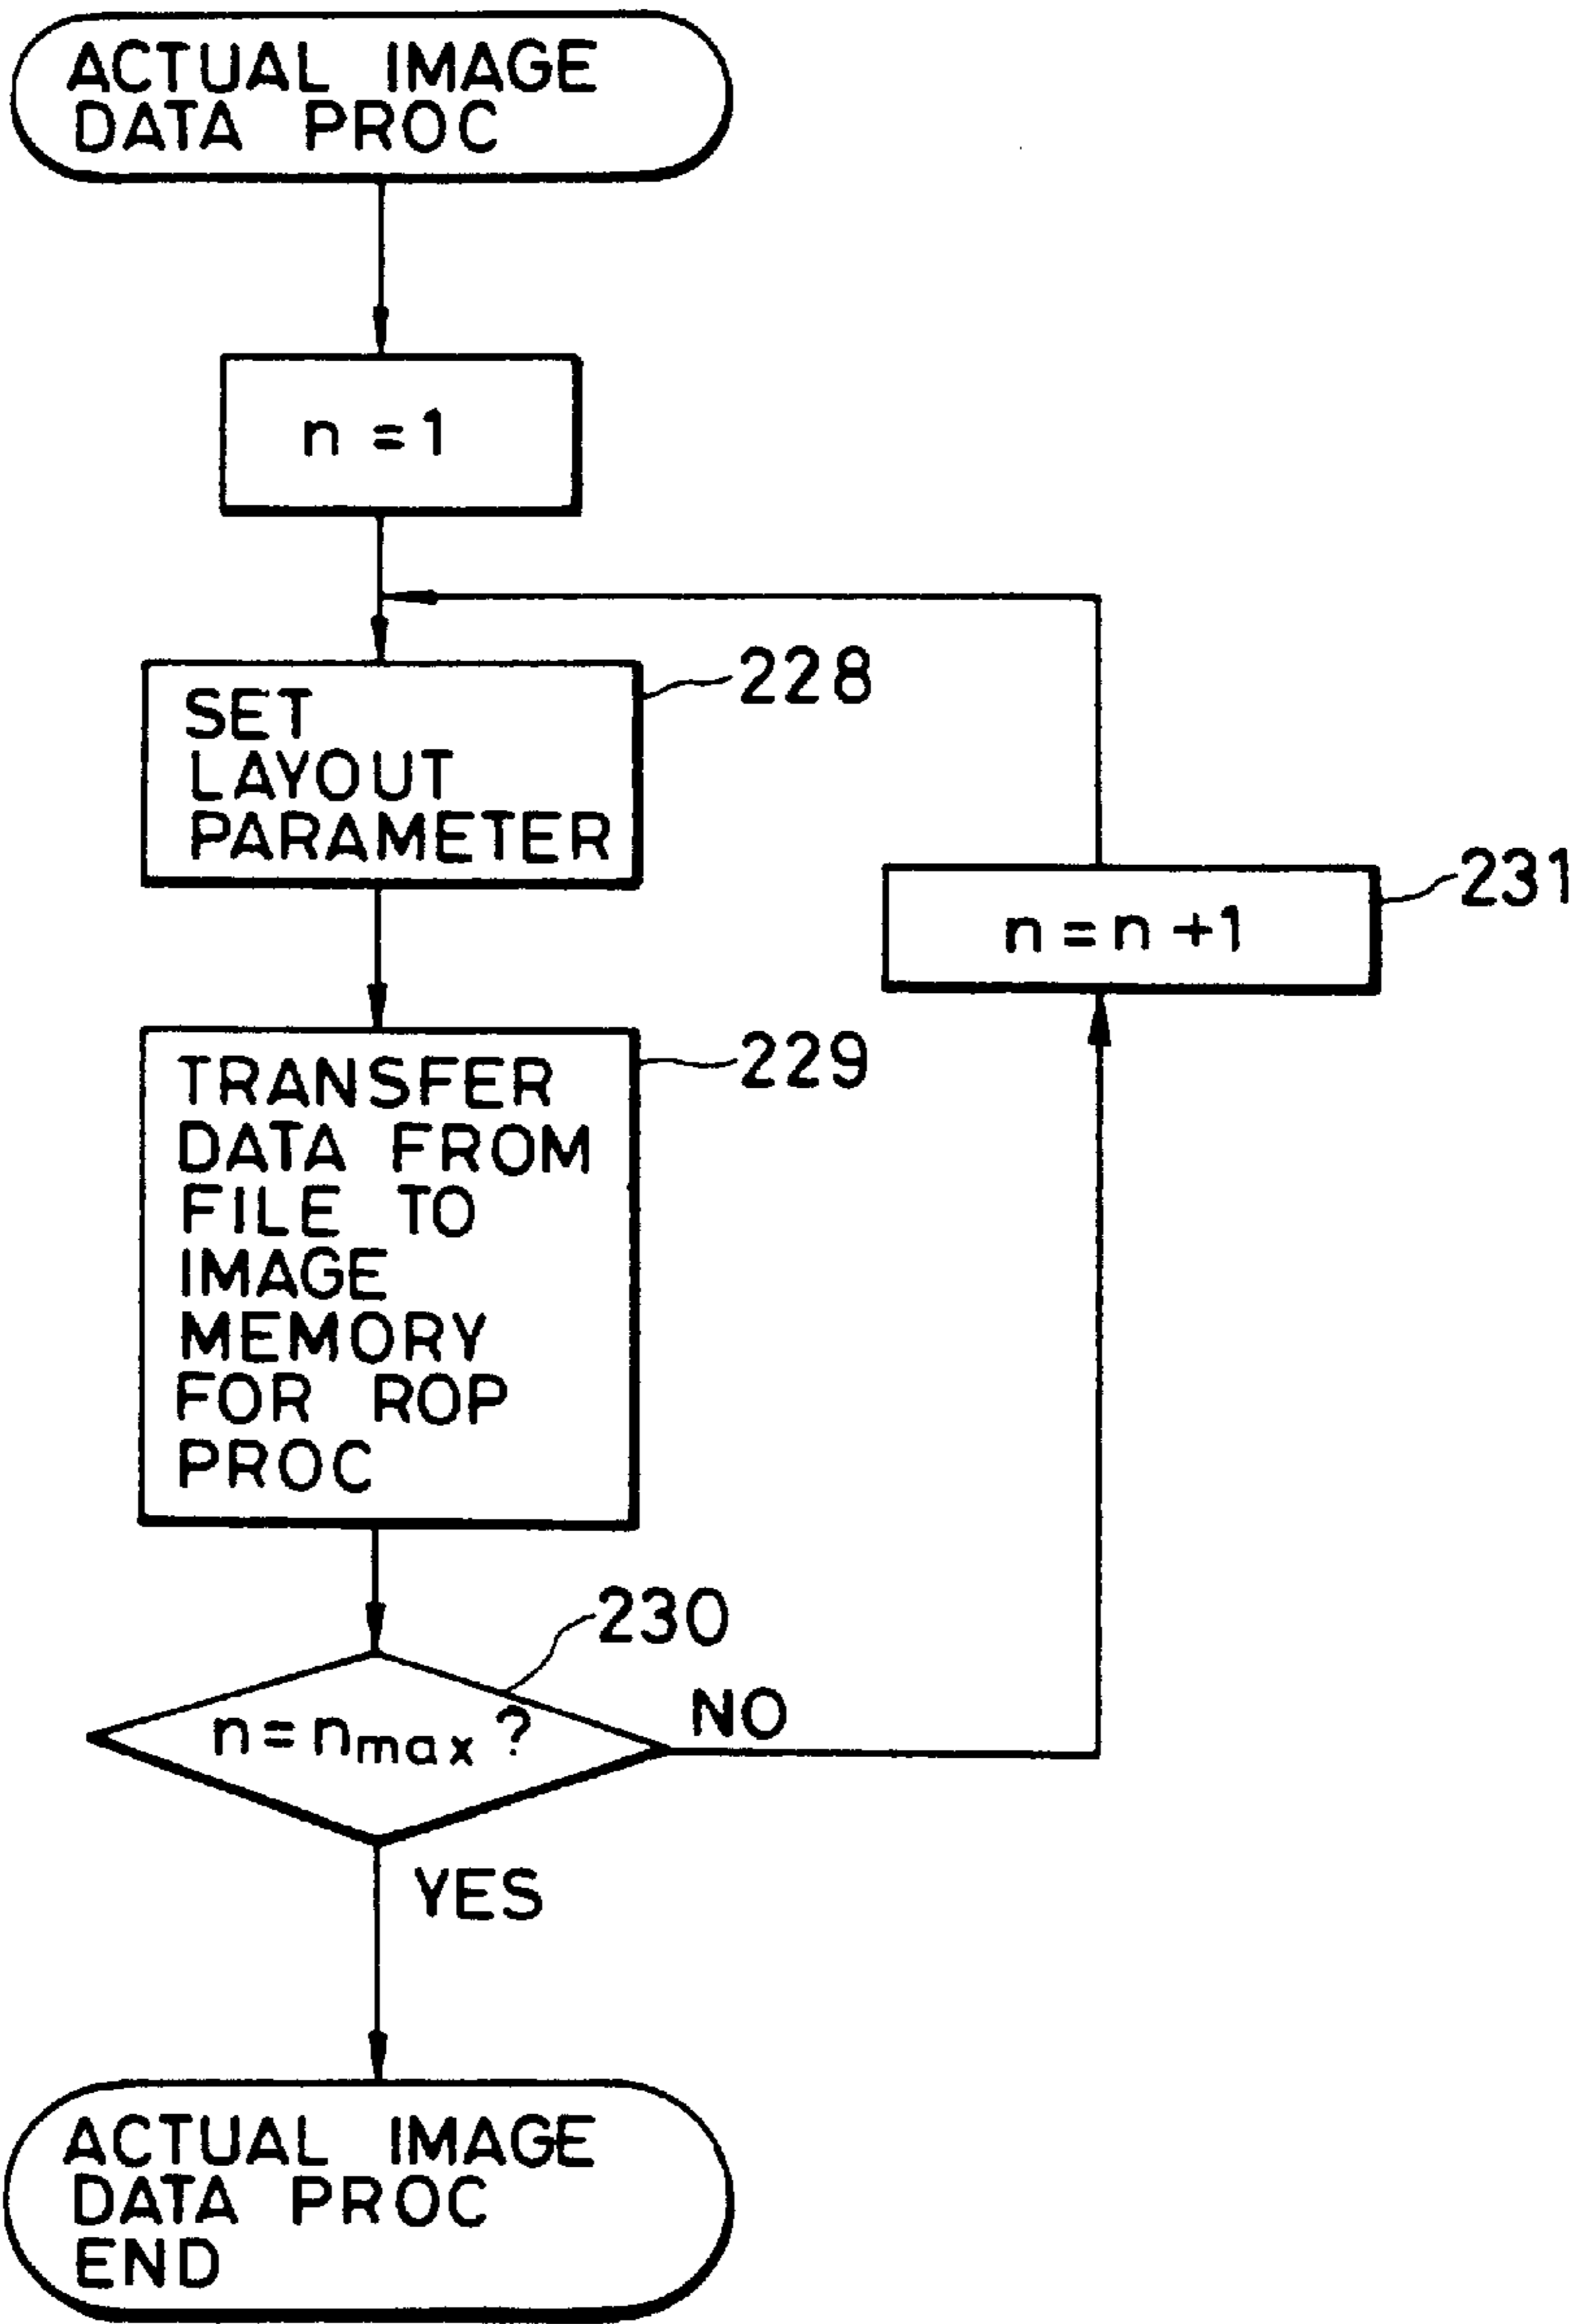 ACTUAL IMAGE
DATA PROC
n = 1
228
SET
LAYOUT
PARAMETER
231
n = n + 1
229
TRANSFER
DATA FROM
FILE TO
IMAGE
MEMORY
FOR ROP
PROC
230
n = nmax ?
NO
YES
ACTUAL IMAGE
DATA PROC
END